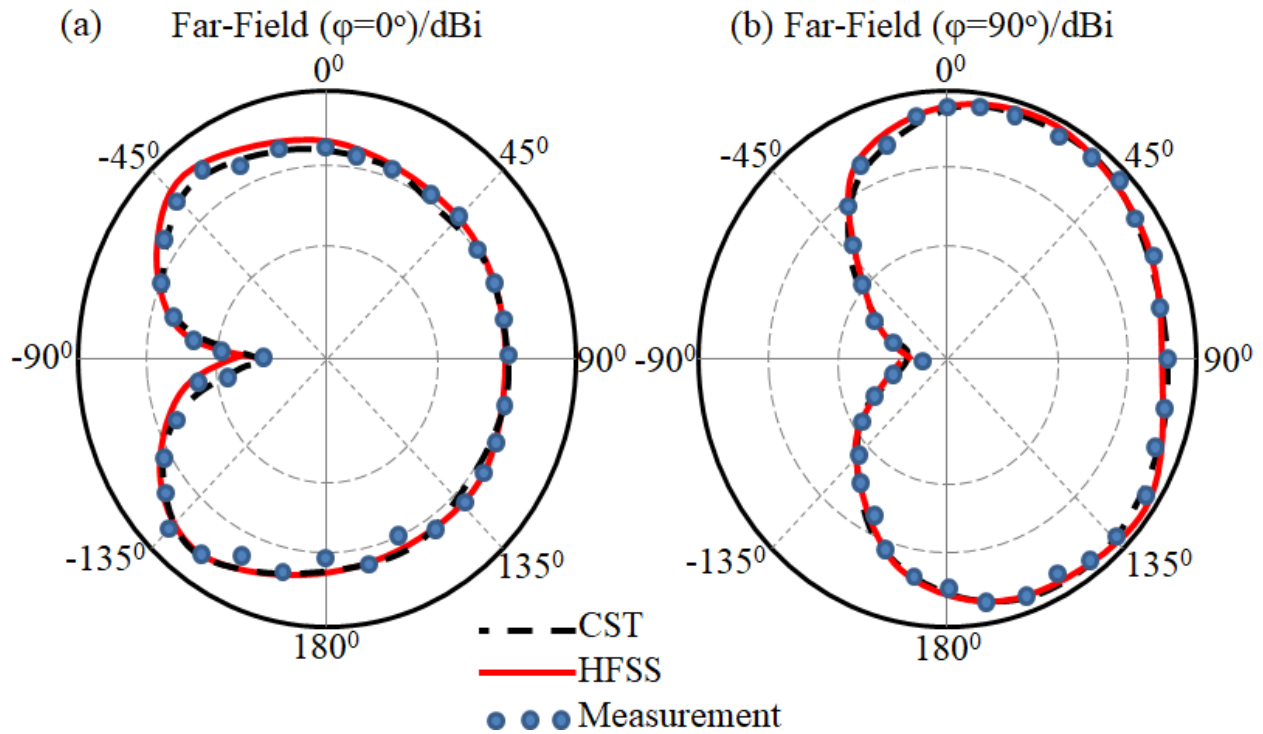 (a) Far-Field (φ=0°)/dBi
0⁰
-45⁰ 45⁰
-90⁰ 90⁰
-135⁰ 135⁰
180⁰
(b) Far-Field (φ=90°)/dBi
0⁰
-45⁰ 45⁰
-90⁰ 90⁰
-135⁰ 135⁰
180⁰
CST
HFSS
Measurement